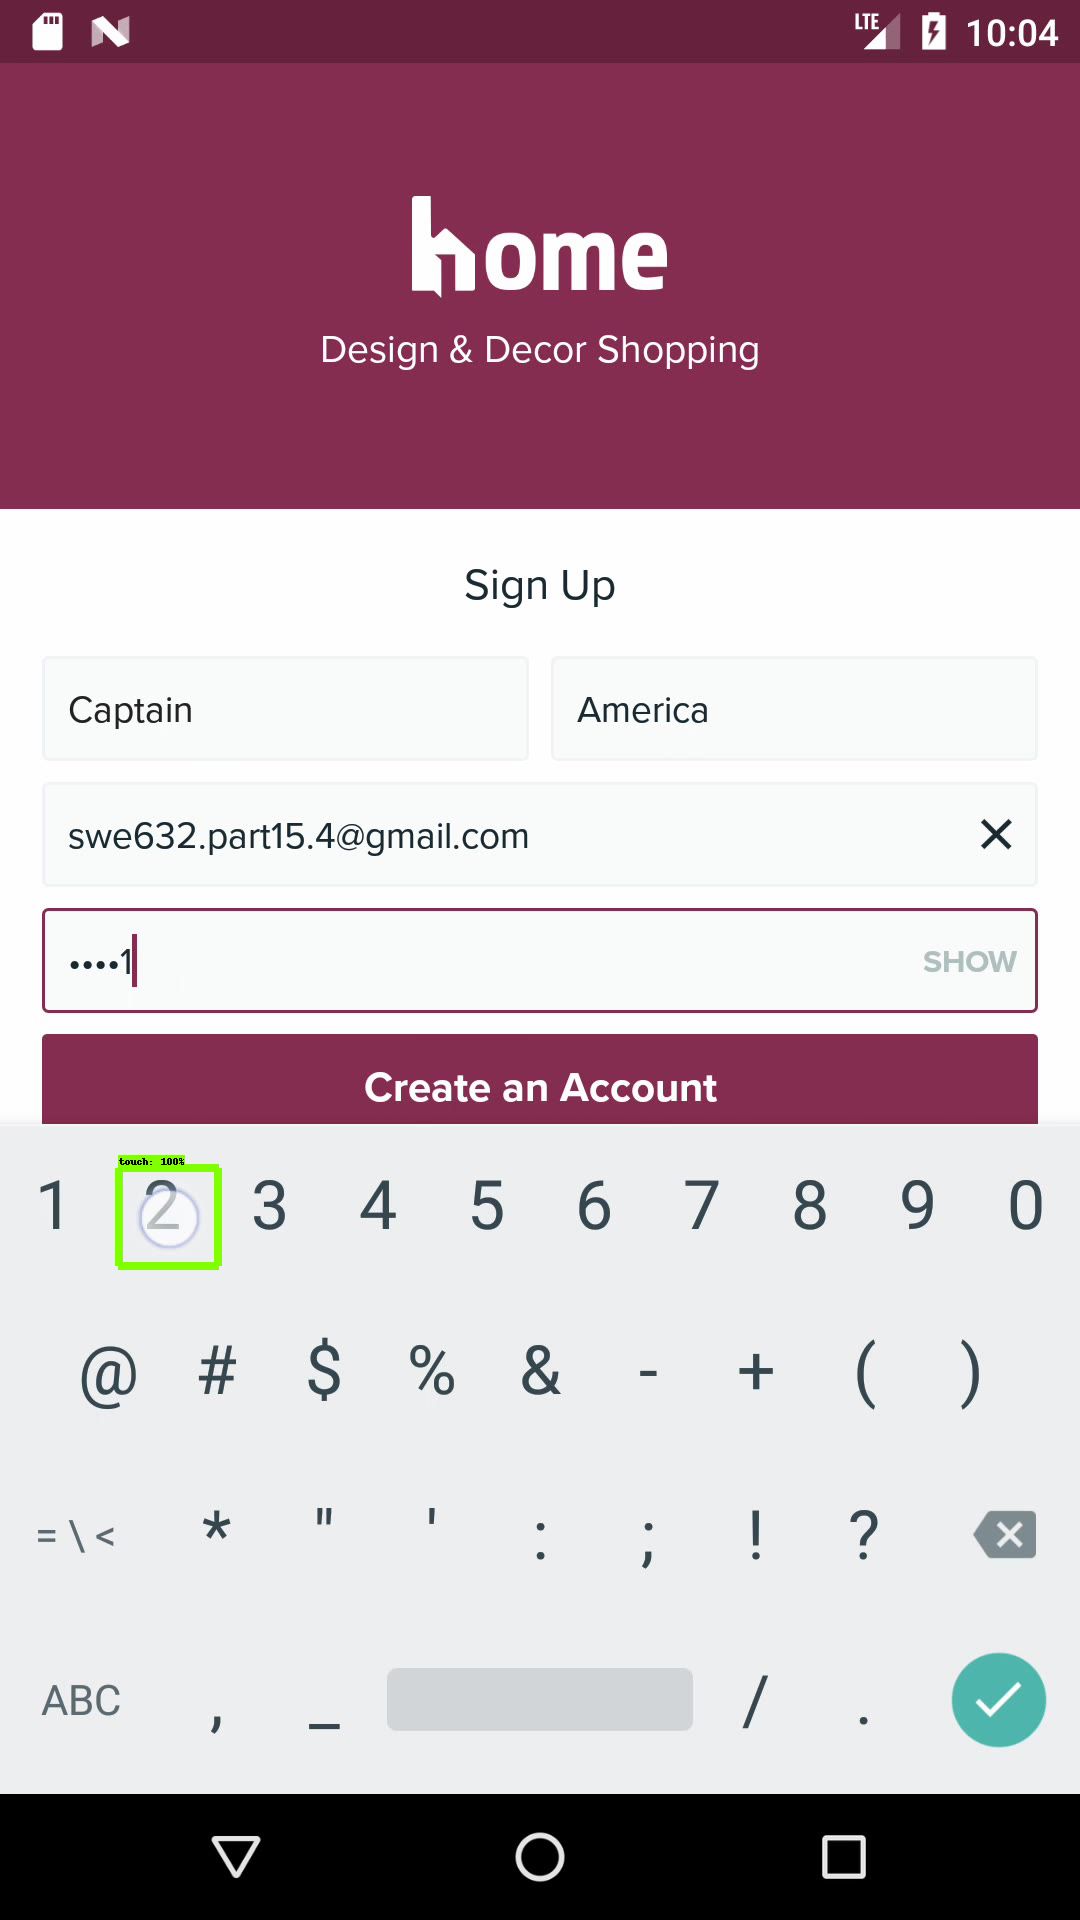 LTE 10:04
home
Design & Decor Shopping
Sign Up
Captain America
swe632.part15.4@gmail.com
••••1 SHOW
Create an Account
touch: 100%
1 2 3 4 5 6 7 8 9 0
@ # $ % & - + ( )
= \ < * " ' : ; ! ?
ABC , _ / .